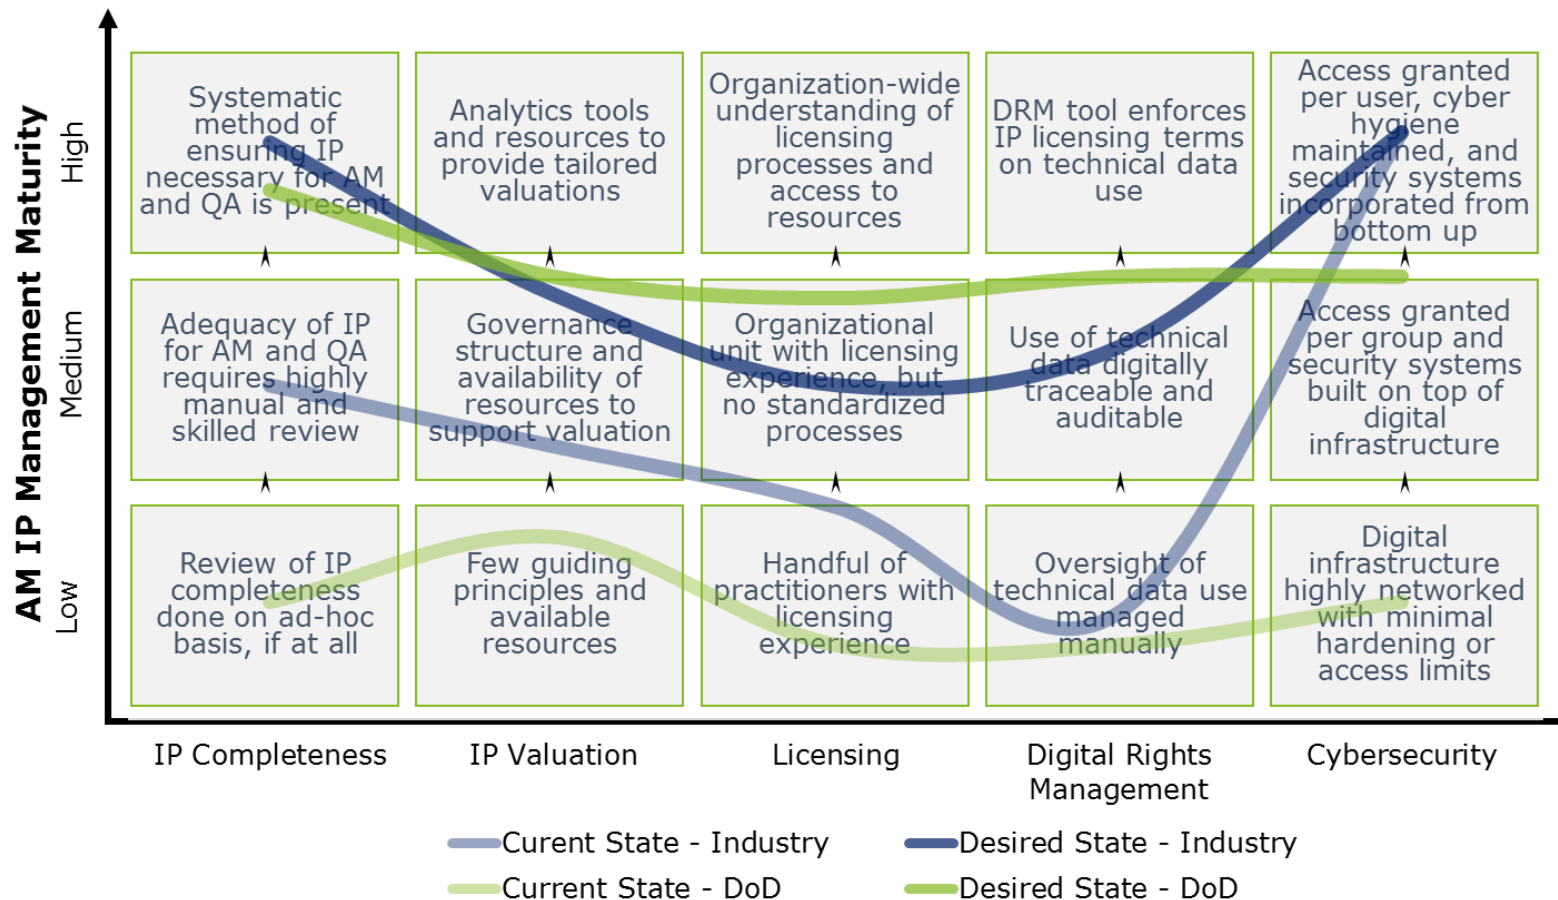 AM IP Management Maturity
High
Systematic
method of
ensuring IP
necessary for AM
and QA is present
Analytics tools
and resources to
provide tailored
valuations
Organization-wide
understanding of
licensing
processes and
access to
resources
DRM tool enforces
IP licensing terms
on technical data
use
Access granted
per user, cyber
hygiene
maintained, and
security systems
incorporated from
bottom up
Medium
Adequacy of IP
for AM and QA
requires highly
manual and
skilled review
Governance
structure and
availability of
resources to
support valuation
Organizational
unit with licensing
experience, but
no standardized
processes
Use of technical
data digitally
traceable and
auditable
Access granted
per group and
security systems
built on top of
digital
infrastructure
Low
Review of IP
completeness
done on ad-hoc
basis, if at all
Few guiding
principles and
available
resources
Handful of
practitioners with
licensing
experience
Oversight of
technical data use
managed
manually
Digital
infrastructure
highly networked
with minimal
hardening or
access limits
IP Completeness
IP Valuation
Licensing
Digital Rights
Management
Cybersecurity
Curent State - Industry
Desired State - Industry
Current State - DoD
Desired State - DoD